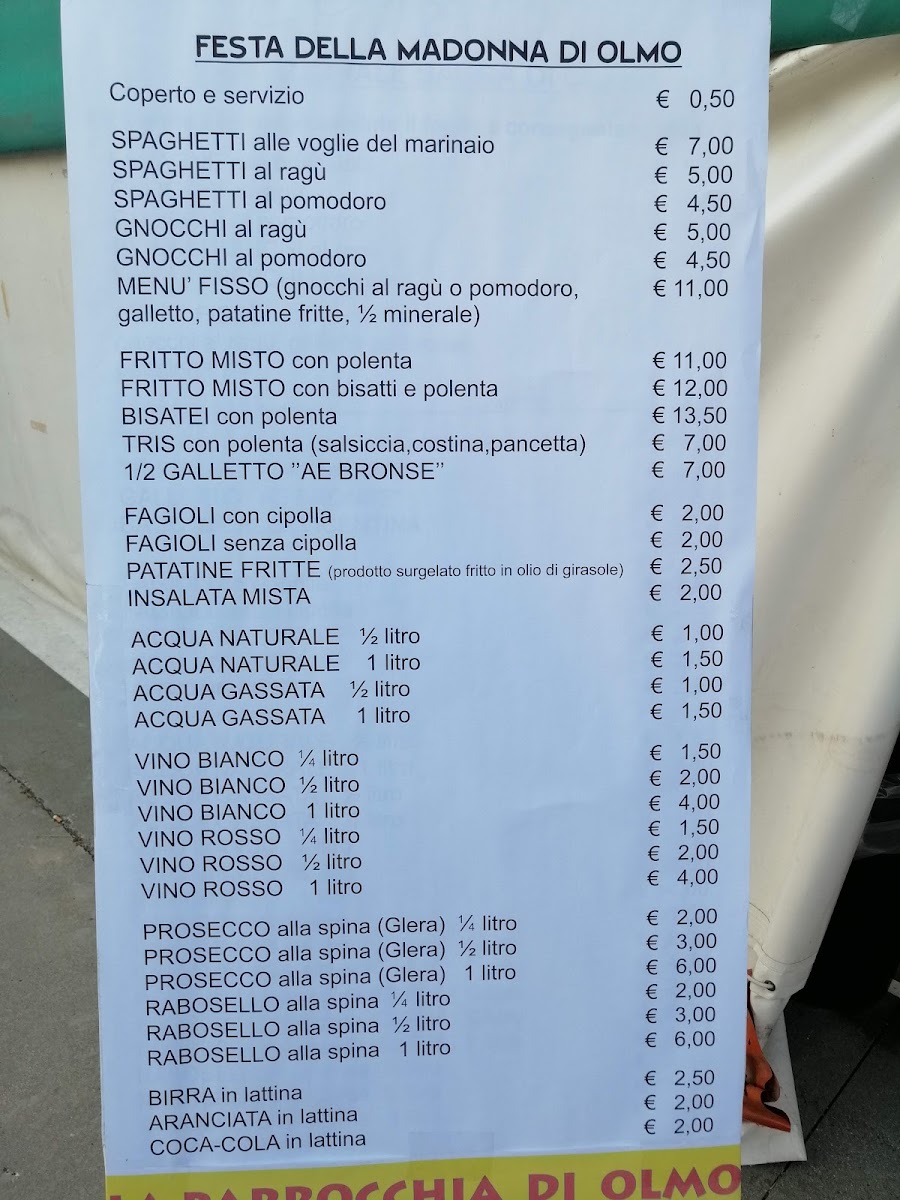 FESTA DELLA MADONNA DI OLMO
Coperto e servizio € 0,50
SPAGHETTI alle voglie del marinaio € 7,00
SPAGHETTI al ragù € 5,00
SPAGHETTI al pomodoro € 4,50
GNOCCHI al ragù € 5,00
GNOCCHI al pomodoro € 4,50
MENU' FISSO (gnocchi al ragù o pomodoro, € 11,00
galletto, patatine fritte, ½ minerale)
FRITTO MISTO con polenta € 11,00
FRITTO MISTO con bisatti e polenta € 12,00
BISATEI con polenta € 13,50
TRIS con polenta (salsiccia,costina,pancetta) € 7,00
1/2 GALLETTO ”AE BRONSE” € 7,00
FAGIOLI con cipolla € 2,00
FAGIOLI senza cipolla € 2,00
PATATINE FRITTE (prodotto surgelato fritto in olio di girasole) € 2,50
INSALATA MISTA € 2,00
ACQUA NATURALE ½ litro € 1,00
ACQUA NATURALE 1 litro € 1,50
ACQUA GASSATA ½ litro € 1,00
ACQUA GASSATA 1 litro € 1,50
VINO BIANCO ¼ litro € 1,50
VINO BIANCO ½ litro € 2,00
VINO BIANCO 1 litro € 4,00
VINO ROSSO ¼ litro € 1,50
VINO ROSSO ½ litro € 2,00
VINO ROSSO 1 litro € 4,00
PROSECCO alla spina (Glera) ¼ litro € 2,00
PROSECCO alla spina (Glera) ½ litro € 3,00
PROSECCO alla spina (Glera) 1 litro € 6,00
RABOSELLO alla spina ¼ litro € 2,00
RABOSELLO alla spina ½ litro € 3,00
RABOSELLO alla spina 1 litro € 6,00
BIRRA in lattina € 2,50
ARANCIATA in lattina € 2,00
COCA-COLA in lattina € 2,00
LA PARROCCHIA DI OLMO